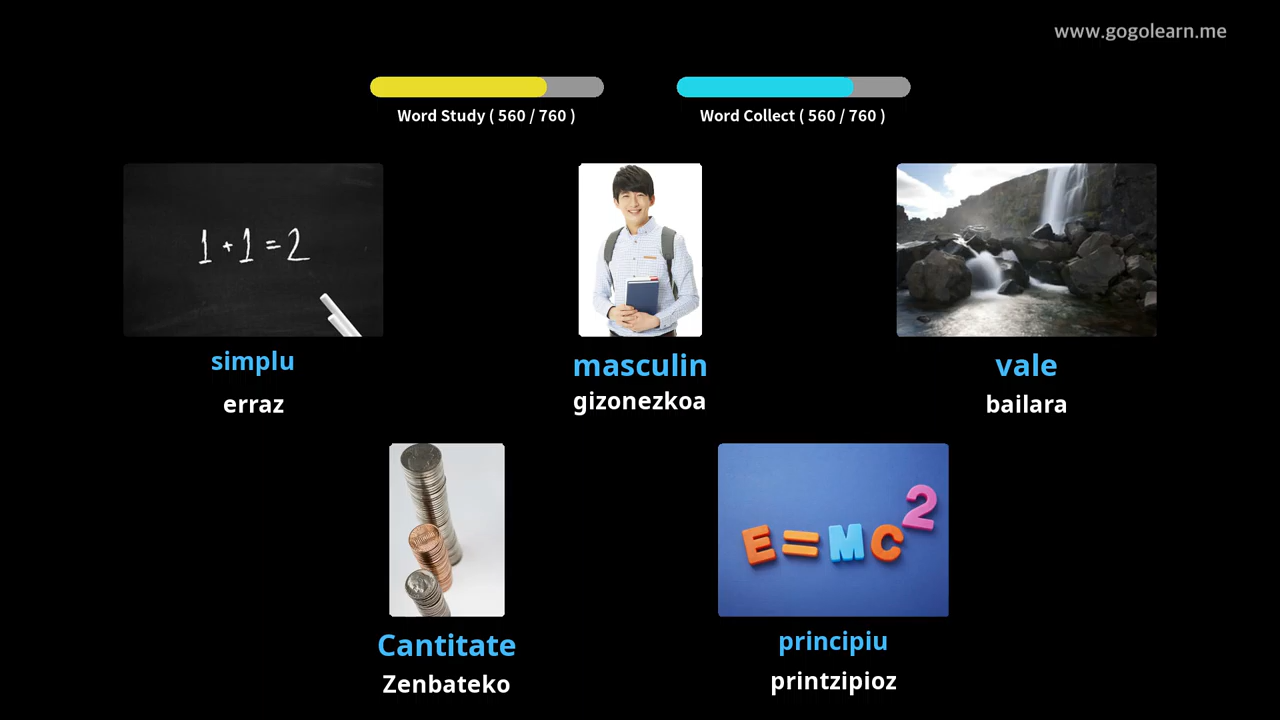 www.gogolearn.me
Word Study ( 560 / 760 )
Word Collect ( 560 / 760 )
1 + 1 = 2
simplu
erraz
masculin
gizonezkoa
vale
bailara
E=MC2
Cantitate
Zenbateko
principiu
printzipioz